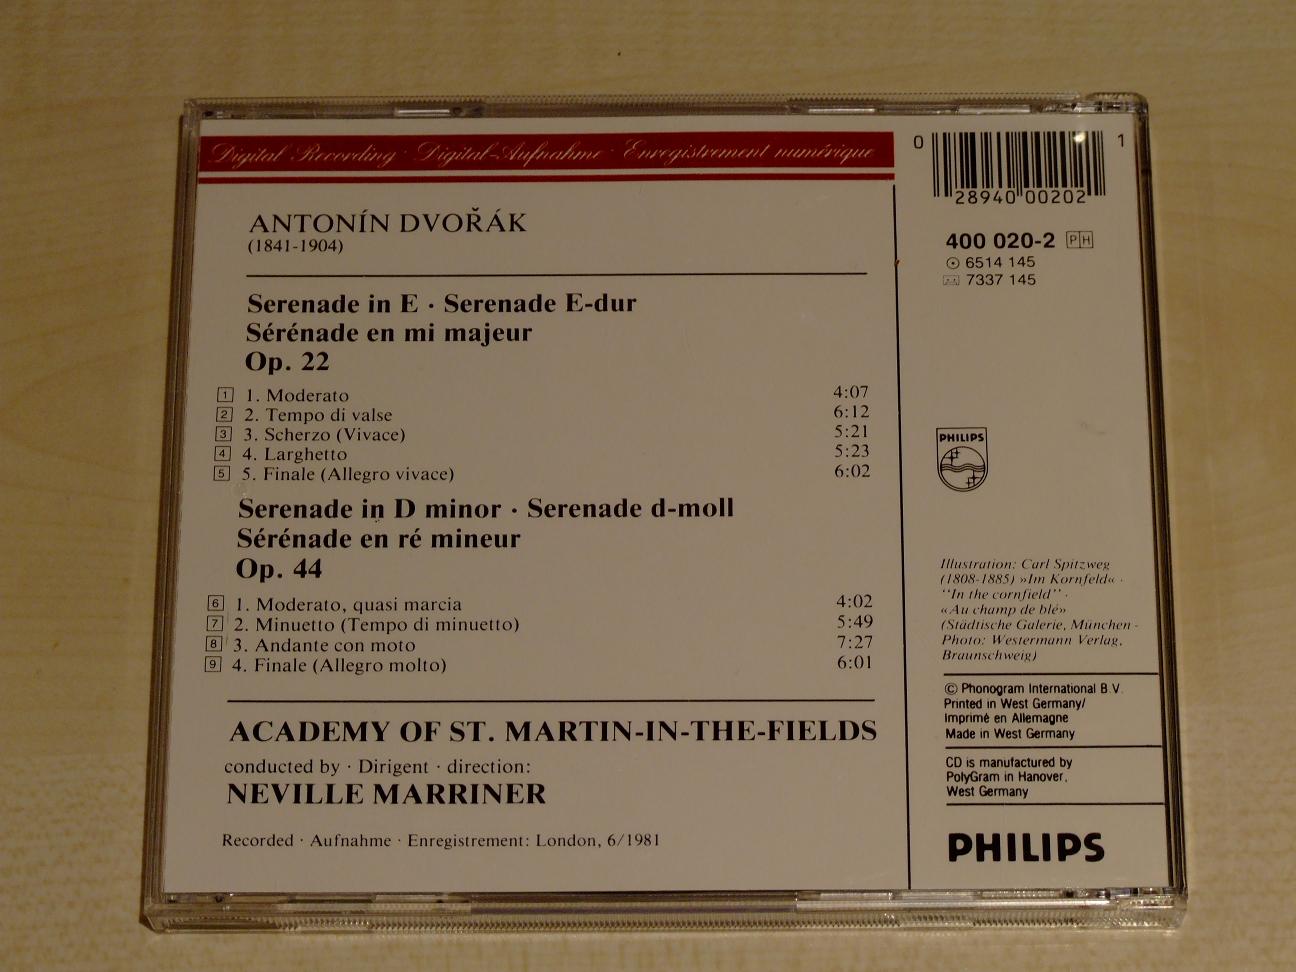 Digital Recording · Digital-Aufnahme · Enregistrement numérique
ANTONÍN DVOŘÁK
(1841-1904)
Serenade in E · Serenade E-dur
Sérénade en mi majeur
Op. 22
1 1. Moderato 4:07
2 2. Tempo di valse 6:12
3 3. Scherzo (Vivace) 5:21
4 4. Larghetto 5:23
5 5. Finale (Allegro vivace) 6:02
Serenade in D minor · Serenade d-moll
Sérénade en ré mineur
Op. 44
6 1. Moderato, quasi marcia 4:02
7 2. Minuetto (Tempo di minuetto) 5:49
8 3. Andante con moto 7:27
9 4. Finale (Allegro molto) 6:01
ACADEMY OF ST. MARTIN-IN-THE-FIELDS
conducted by · Dirigent · direction:
NEVILLE MARRINER
Recorded · Aufnahme · Enregistrement: London, 6/1981
0 28940 00202 1
400 020-2 PH
6514 145
7337 145
PHILIPS
Illustration: Carl Spitzweg
(1808-1885) »Im Kornfeld« ·
"In the cornfield" ·
«Au champ de blé»
(Städtische Galerie, München -
Photo: Westermann Verlag,
Braunschweig)
© Phonogram International B.V.
Printed in West Germany/
Imprimé en Allemagne
Made in West Germany
CD is manufactured by
PolyGram in Hanover,
West Germany
PHILIPS